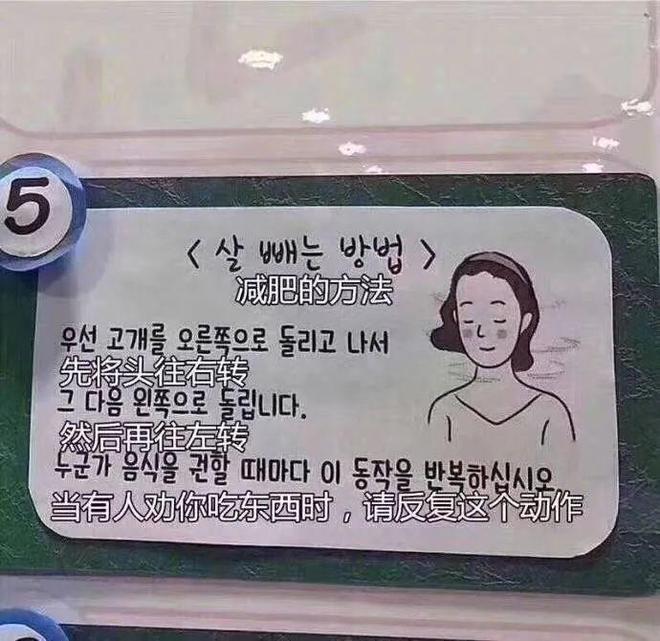 5
< 살 빼는 방법 >
减肥的方法
우선 고개를 오른쪽으로 돌리고 나서
先将头往右转
그 다음 왼쪽으로 돌립니다.
然后再往左转
누군가 음식을 권할 때마다 이 동작을 반복하십시오.
当有人劝你吃东西时，请反复这个动作